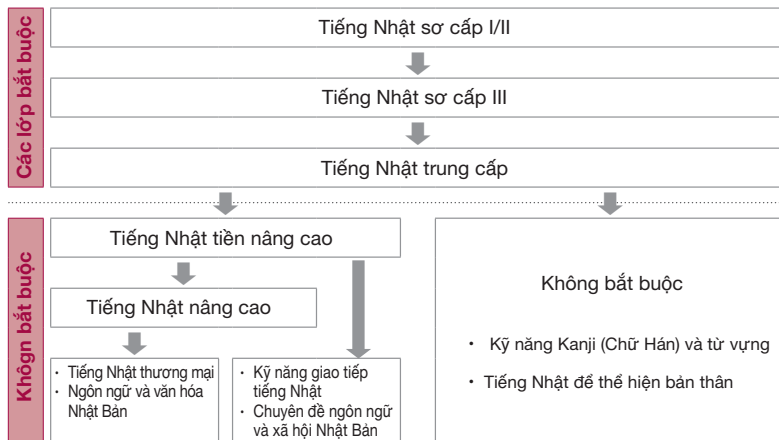 Các lớp bắt buộc
Tiếng Nhật sơ cấp I/II
Tiếng Nhật sơ cấp III
Tiếng Nhật trung cấp
Khôgn bắt buộc
Tiếng Nhật tiền nâng cao
Tiếng Nhật nâng cao
・ Tiếng Nhật thương mại
・ Ngôn ngữ và văn hóa
Nhật Bản
・ Kỹ năng giao tiếp
tiếng Nhật
・ Chuyên đề ngôn ngữ
và xã hội Nhật Bản
Không bắt buộc
・ Kỹ năng Kanji (Chữ Hán) và từ vựng
・ Tiếng Nhật để thể hiện bản thân